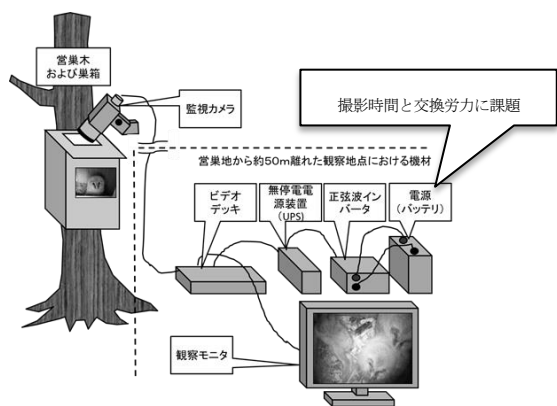 営巣木
および巣箱
監視カメラ
撮影時間と交換労力に課題
営巣地から約50m離れた観察地点における機材
ビデオ
デッキ
無停電電
源装置
(UPS)
正弦波イン
バータ
電源
(バッテリ)
観察モニタ